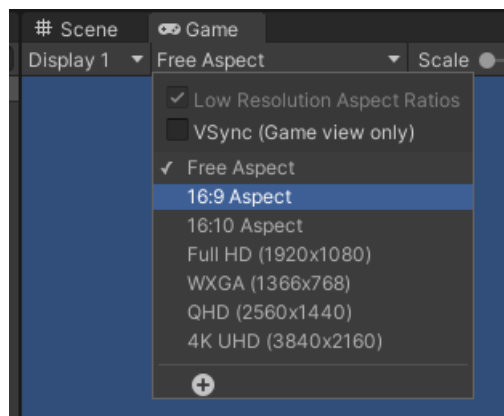 Scene Game
Display 1 Free Aspect Scale
Low Resolution Aspect Ratios
VSync (Game view only)
Free Aspect
16:9 Aspect
16:10 Aspect
Full HD (1920x1080)
WXGA (1366x768)
QHD (2560x1440)
4K UHD (3840x2160)